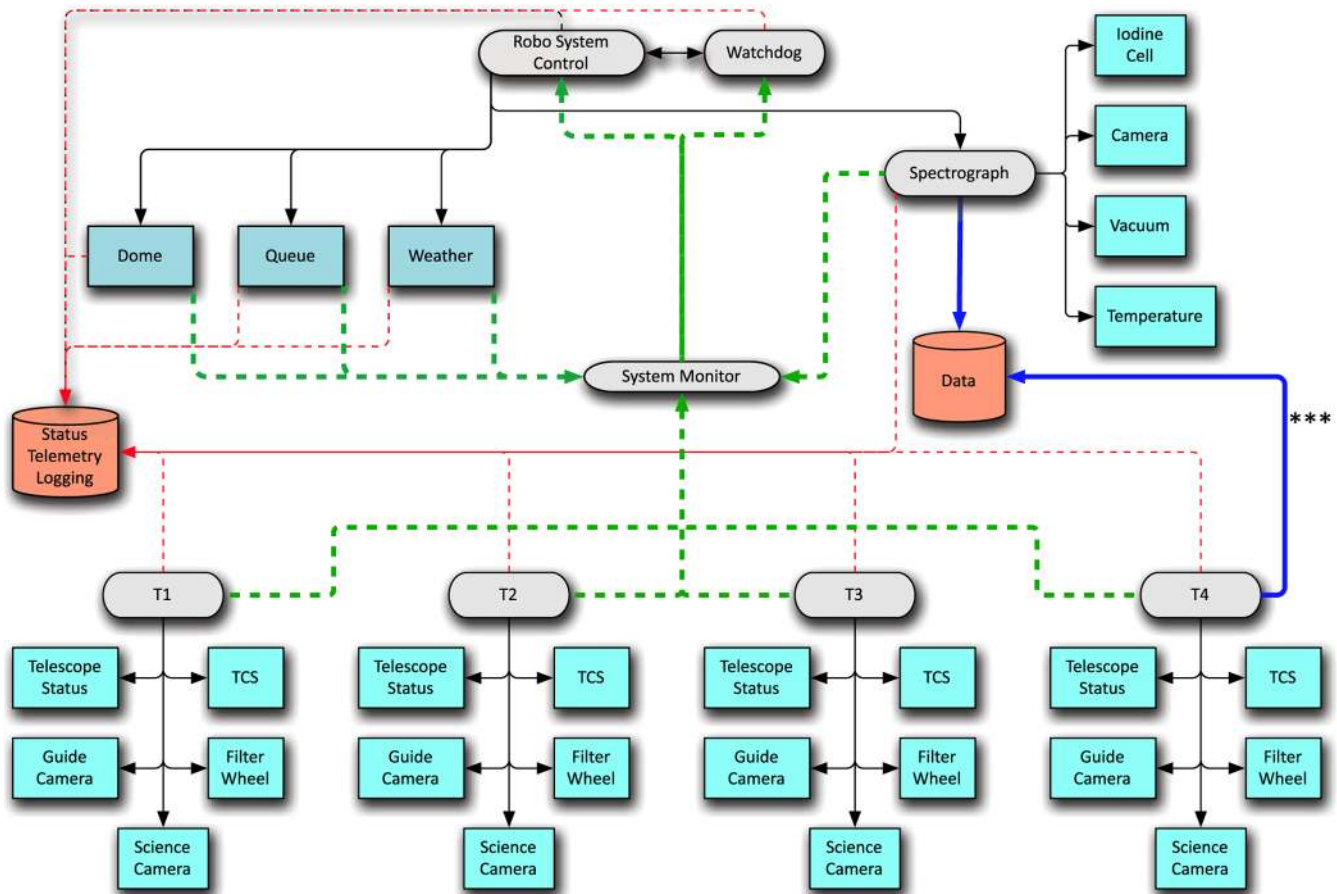 Robo System
Control
Watchdog
Iodine
Cell
Camera
Spectrograph
Vacuum
Dome
Queue
Weather
Temperature
System Monitor
Data
***
Status
Telemetry
Logging
T1
T2
T3
T4
Telescope
Status
TCS
Telescope
Status
TCS
Telescope
Status
TCS
Telescope
Status
TCS
Guide
Camera
Filter
Wheel
Guide
Camera
Filter
Wheel
Guide
Camera
Filter
Wheel
Guide
Camera
Filter
Wheel
Science
Camera
Science
Camera
Science
Camera
Science
Camera